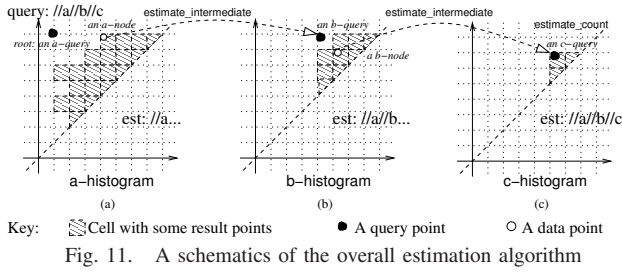 query: //a//b//c
an a-node
estimate_intermediate
an b-query
estimate_intermediate
estimate_count
root: an a-query
a b-node
an c-query
est: //a...
est: //a//b...
est: //a//b//c
a-histogram
b-histogram
c-histogram
(a)
(b)
(c)
Key: Cell with some result points A query point A data point
Fig. 11. A schematics of the overall estimation algorithm